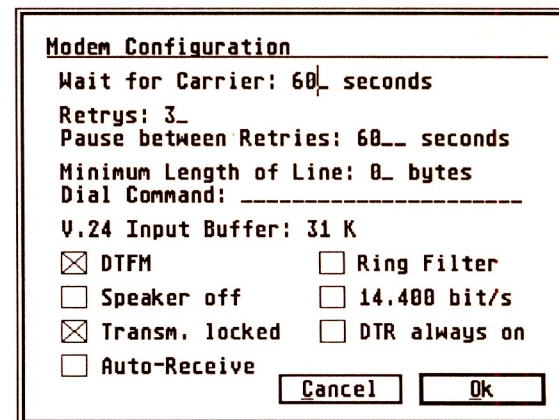 Modem Configuration
Wait for Carrier: 60_ seconds
Retrys: 3_
Pause between Retries: 60__ seconds
Minimum Length of Line: 0_ bytes
Dial Command: ______________________
V.24 Input Buffer: 31 K
DTFM Ring Filter
Speaker off 14.400 bit/s
Transm. locked DTR always on
Auto-Receive
Cancel Ok